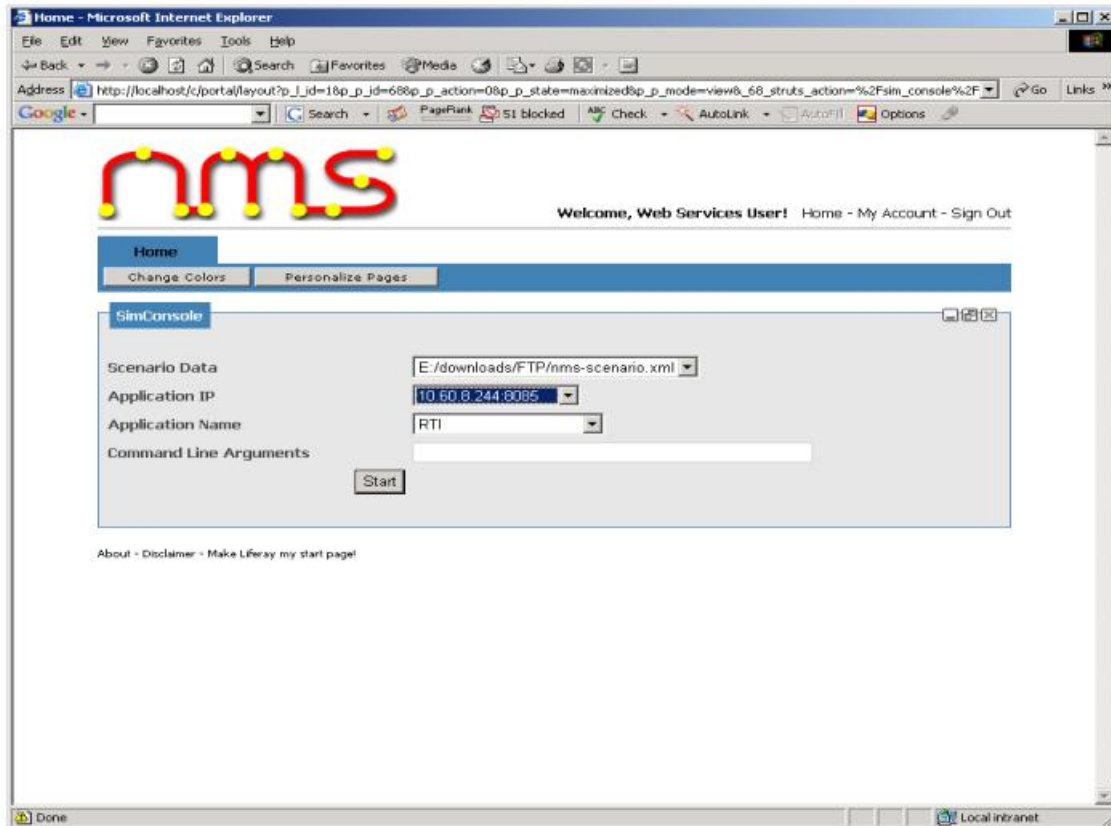 Home - Microsoft Internet Explorer
File Edit View Favorites Tools Help
Back Search Favorites Media
Address http://localhost/c/portal/layout?p_l_id=1&p_p_id=68&p_p_action=0&p_p_state=maximized&p_p_mode=view&_68_struts_action=%2Fsim_console%2F Go Links »
Google Search PageRank 51 blocked ABC Check AutoLink AutoFill Options
nms
Welcome, Web Services User! Home - My Account - Sign Out
Home
Change Colors Personalize Pages
SimConsole
Scenario Data E:/downloads/FTP/nms-scenario.xml
Application IP 10.60.8.244:8085
Application Name RTI
Command Line Arguments
Start
About - Disclaimer - Make Liferay my start page!
Done Local intranet